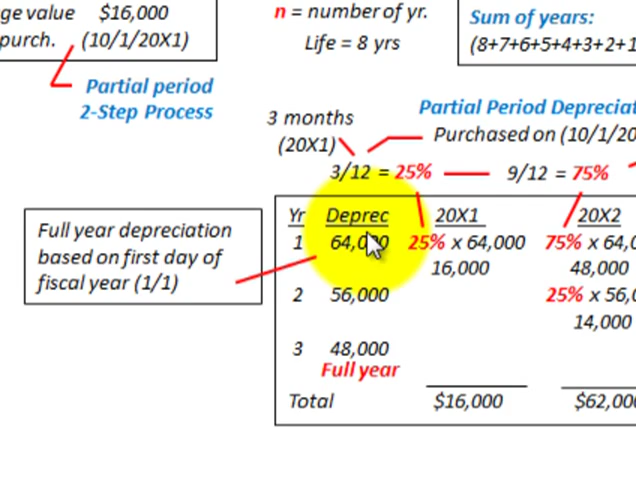 ge value $16,000
purch. (10/1/20X1)
Partial period
2-Step Process
n = number of yr.
Life = 8 yrs
Sum of years:
(8+7+6+5+4+3+2+1
3 months
(20X1)
Partial Period Depreciat
Purchased on (10/1/20
3/12 = 25%
9/12 = 75%
Full year depreciation
based on first day of
fiscal year (1/1)
Yr Deprec 20X1 20X2
1 64,000 25% x 64,000 75% x 64,0
16,000 48,000
2 56,000 25% x 56,0
14,000
3 48,000
Full year
Total $16,000 $62,000